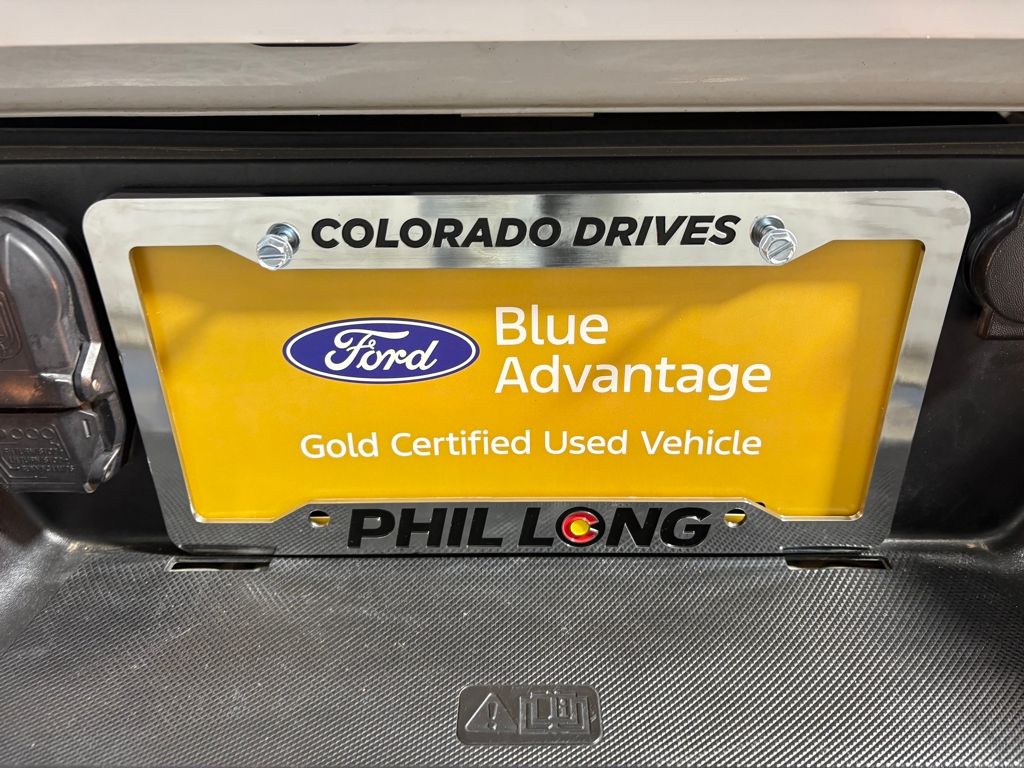 COLORADO DRIVES
Ford
Blue
Advantage
Gold Certified Used Vehicle
PHIL LONG